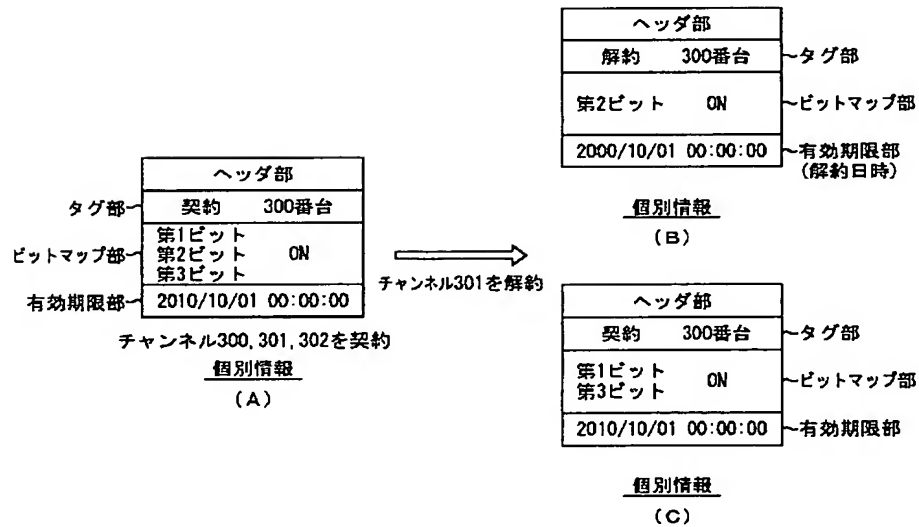 ヘッダ部
契約 300番台
タグ部
第1ビット
第2ビット ON
第3ビット
ビットマップ部
2010/10/01 00:00:00
有効期限部
チャンネル300,301,302を契約
個別情報
(A)
チャンネル301を解約
ヘッダ部
解約 300番台
タグ部
第2ビット ON
ビットマップ部
2000/10/01 00:00:00
有効期限部
(解約日時)
個別情報
(B)
ヘッダ部
契約 300番台
タグ部
第1ビット
第3ビット
ON
ビットマップ部
2010/10/01 00:00:00
有効期限部
個別情報
(C)